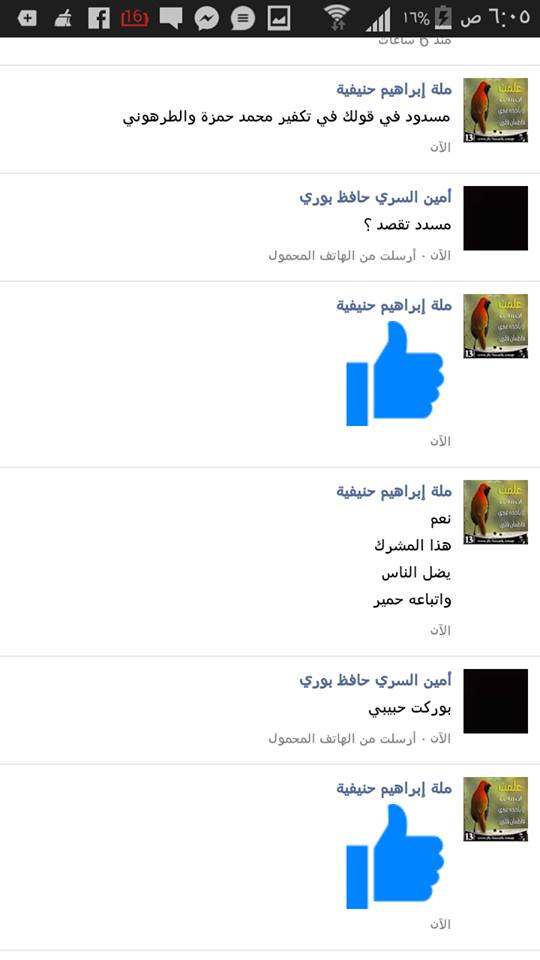 ٦:٠٥ ص ١٦%
16
منذ 6 ساعات
ملة إبراهيم حنيفية
مسدود في قولك في تكفير محمد حمزة والطرهوني
الآن
أمين السري حافظ بوري
مسدد تقصد ؟
الآن · أرسلت من الهاتف المحمول
ملة إبراهيم حنيفية
الآن
ملة إبراهيم حنيفية
نعم
هذا المشرك
يضل الناس
واتباعه حمير
الآن
أمين السري حافظ بوري
بوركت حبيبي
الآن · أرسلت من الهاتف المحمول
ملة إبراهيم حنيفية
الآن